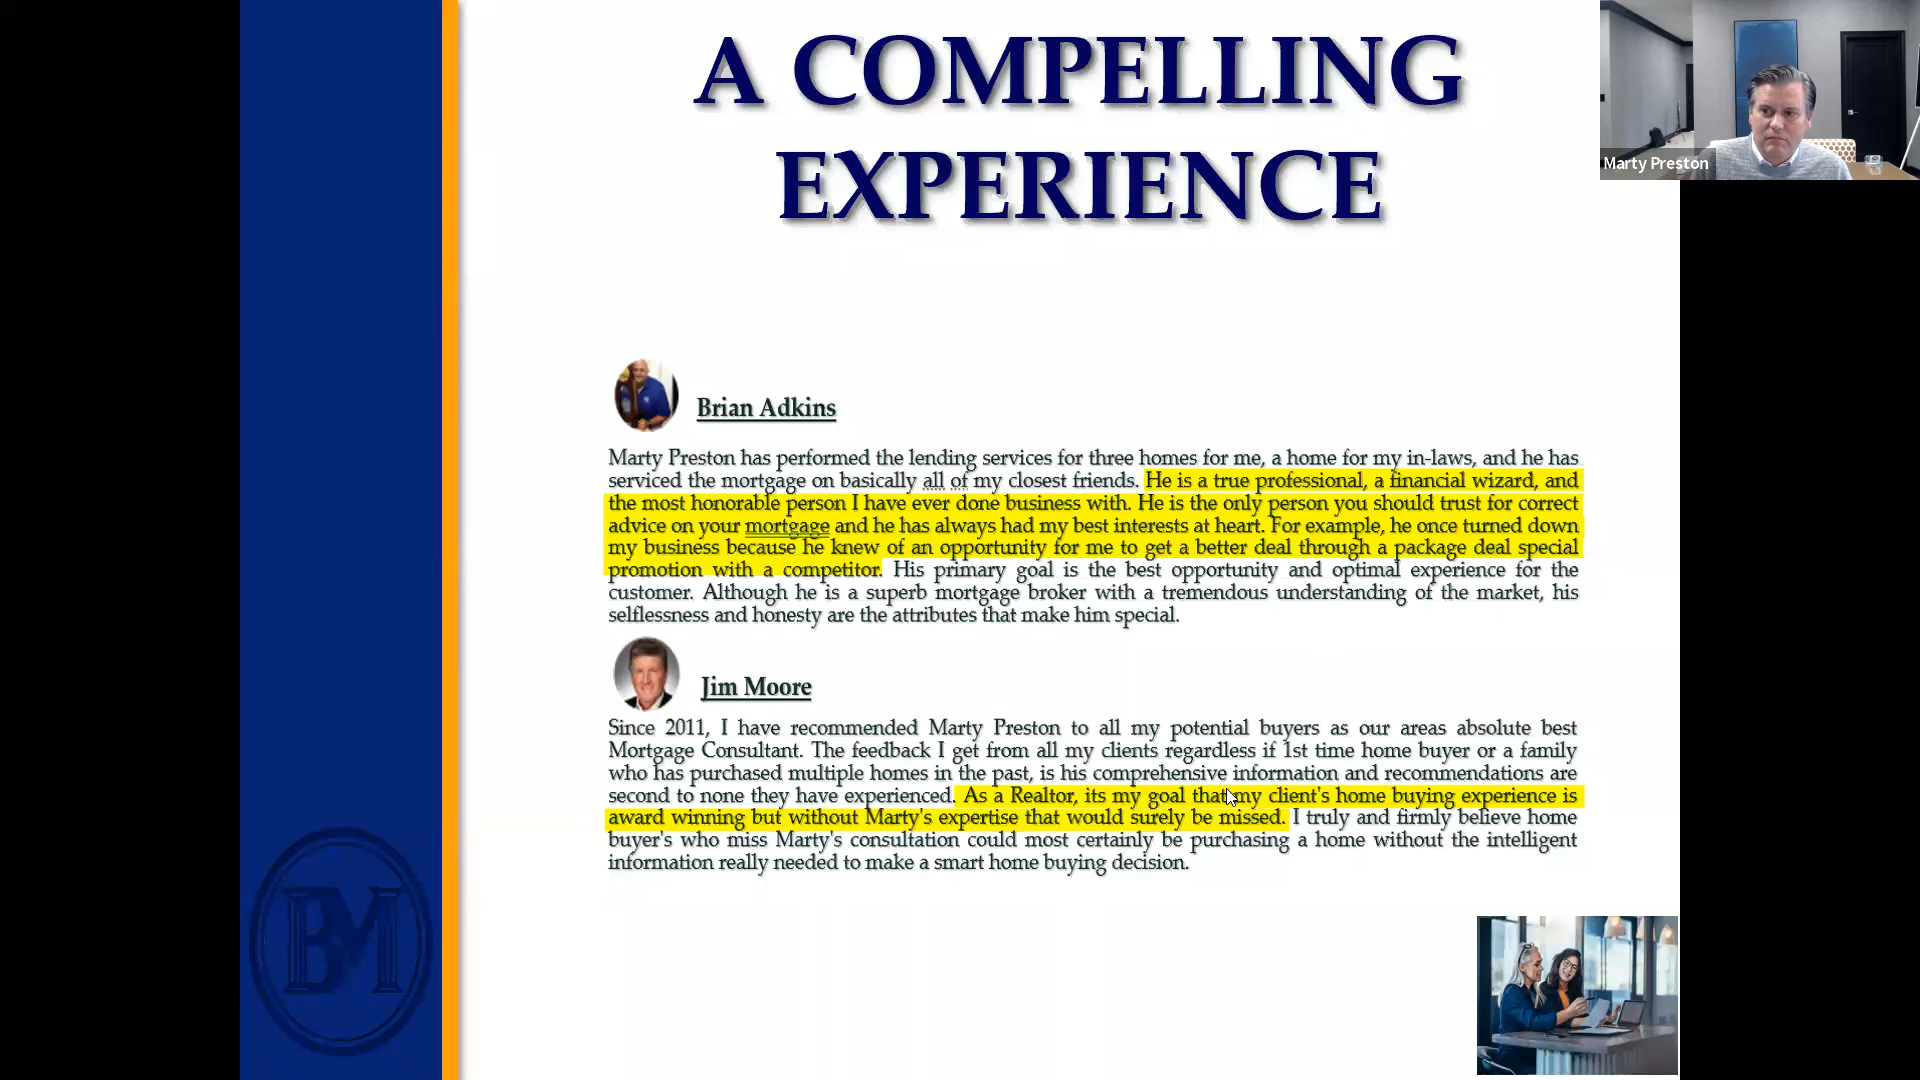 A COMPELLING
EXPERIENCE
Marty Preston
Brian Adkins
Marty Preston has performed the lending services for three homes for me, a home for my in-laws, and he has
serviced the mortgage on basically all of my closest friends. He is a true professional, a financial wizard, and
the most honorable person I have ever done business with. He is the only person you should trust for correct
advice on your mortgage and he has always had my best interests at heart. For example, he once turned down
my business because he knew of an opportunity for me to get a better deal through a package deal special
promotion with a competitor. His primary goal is the best opportunity and optimal experience for the
customer. Although he is a superb mortgage broker with a tremendous understanding of the market, his
selflessness and honesty are the attributes that make him special.
Jim Moore
Since 2011, I have recommended Marty Preston to all my potential buyers as our areas absolute best
Mortgage Consultant. The feedback I get from all my clients regardless if 1st time home buyer or a family
who has purchased multiple homes in the past, is his comprehensive information and recommendations are
second to none they have experienced. As a Realtor, its my goal that my client's home buying experience is
award winning but without Marty's expertise that would surely be missed. I truly and firmly believe home
buyer's who miss Marty's consultation could most certainly be purchasing a home without the intelligent
information really needed to make a smart home buying decision.
BM